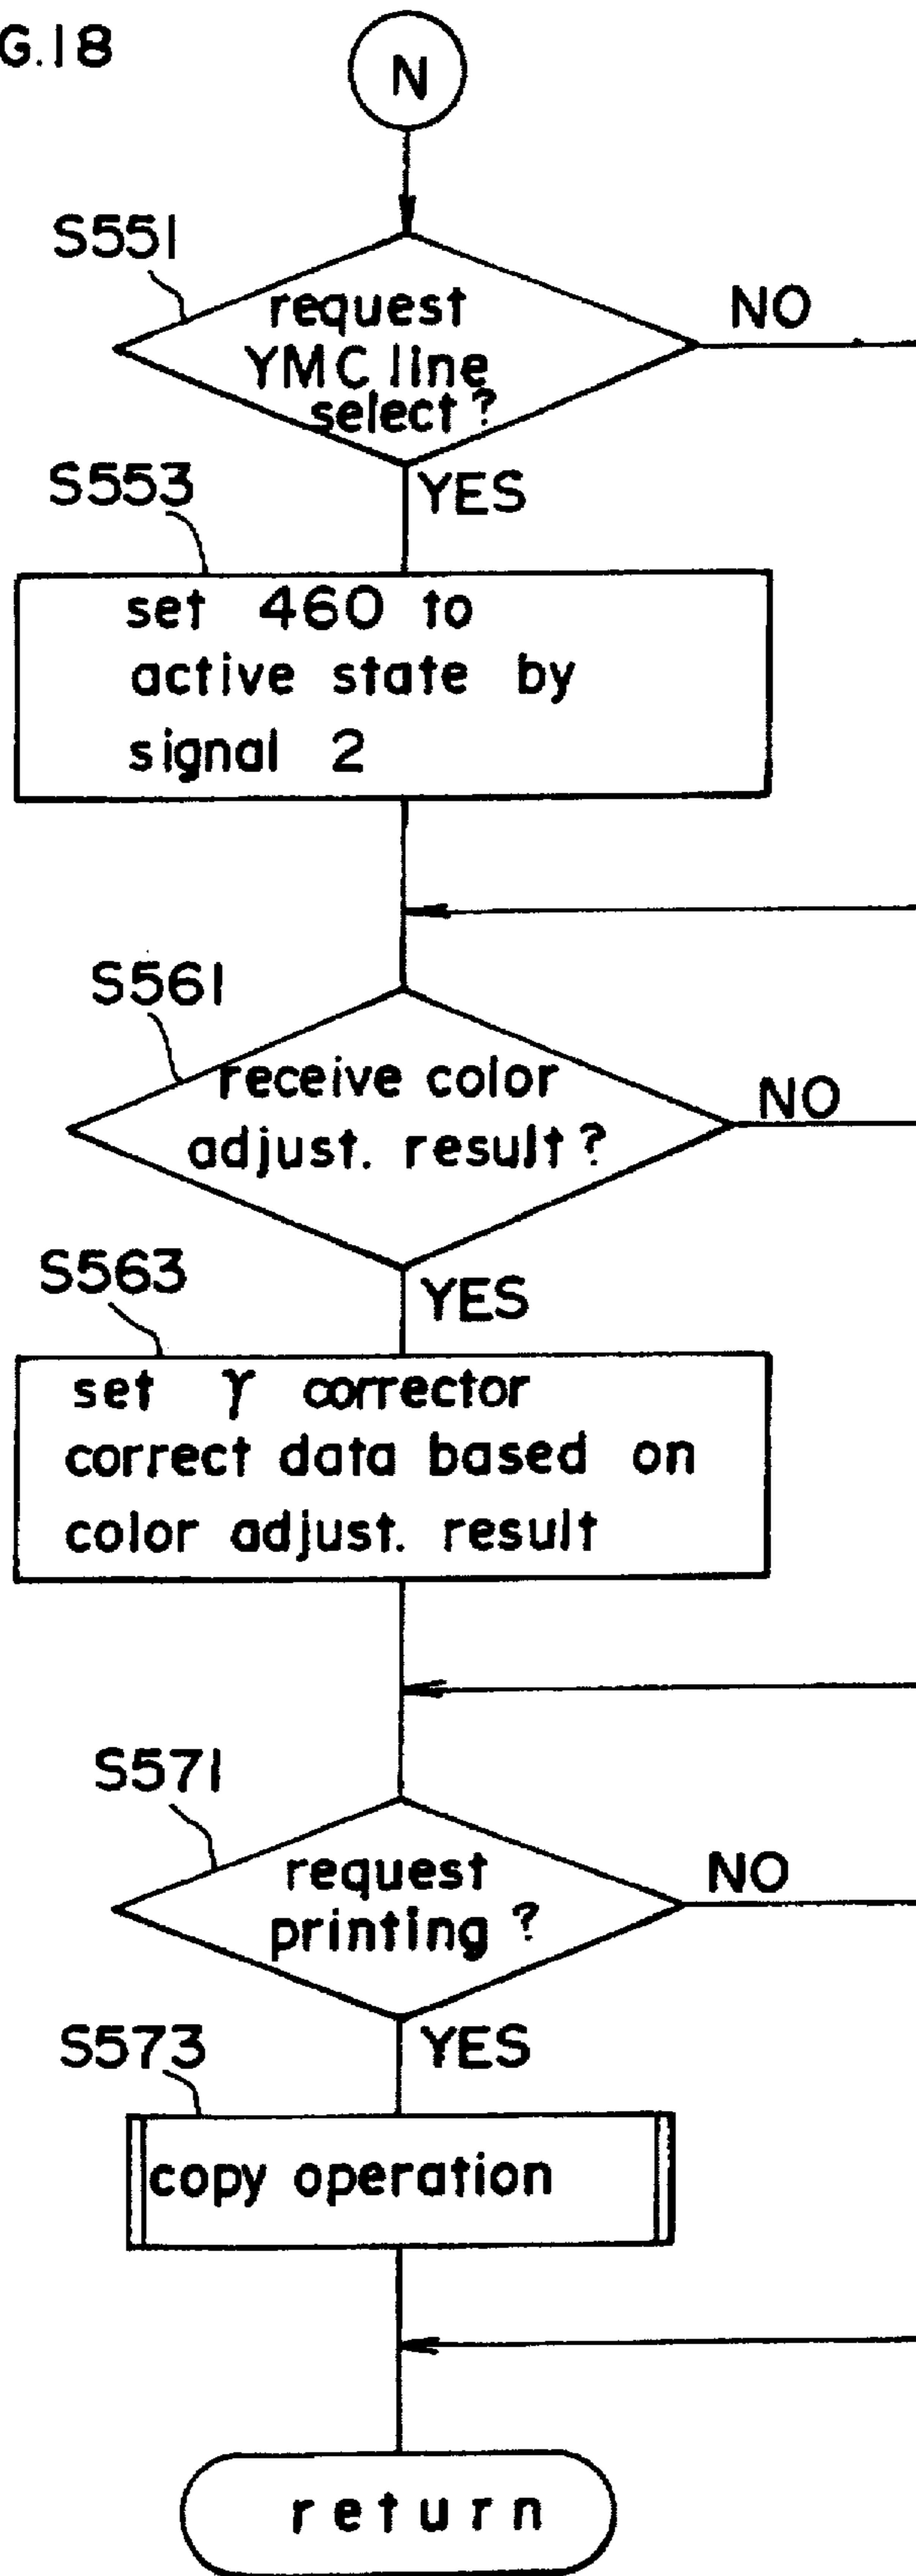 G.18
N
S551
request
YMC line
select?
NO
YES
S553
set 460 to
active state by
signal 2
S561
receive color
adjust. result?
NO
YES
S563
set γ corrector
correct data based on
color adjust. result
S571
request
printing?
NO
YES
S573
copy operation
return